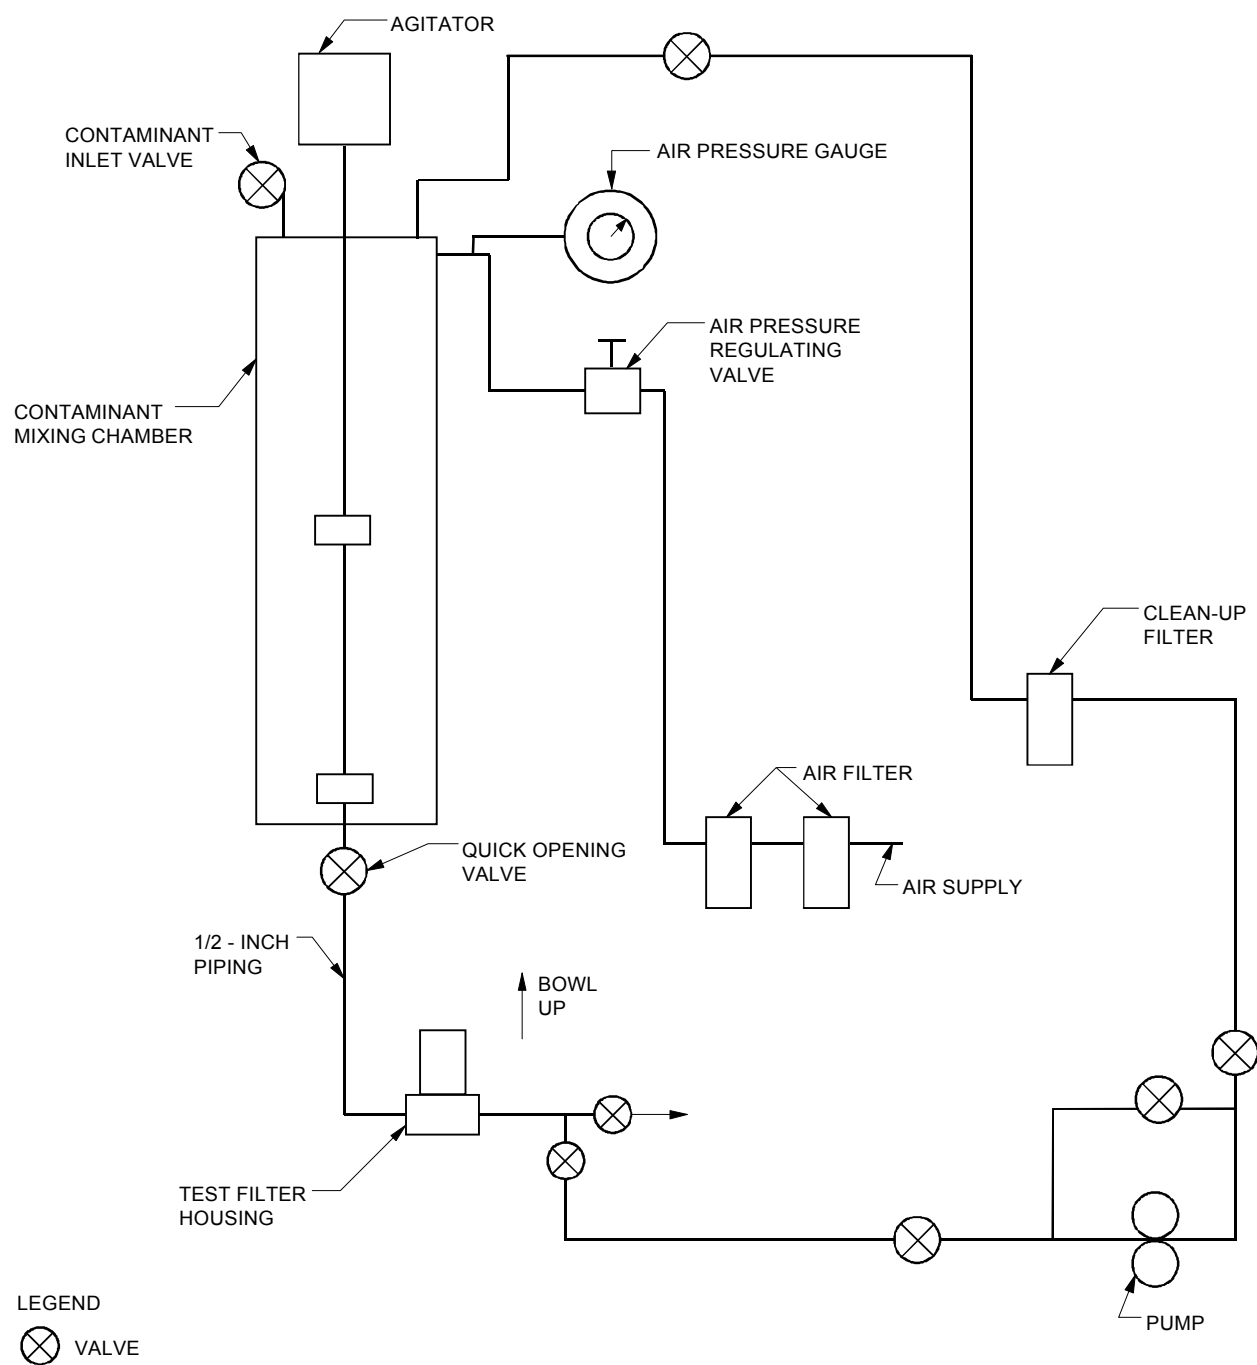 AGITATOR
CONTAMINANT
INLET VALVE
AIR PRESSURE GAUGE
AIR PRESSURE
REGULATING
VALVE
CONTAMINANT
MIXING CHAMBER
CLEAN-UP
FILTER
AIR FILTER
QUICK OPENING
VALVE
AIR SUPPLY
1/2 - INCH
PIPING
BOWL
UP
TEST FILTER
HOUSING
PUMP
LEGEND
VALVE